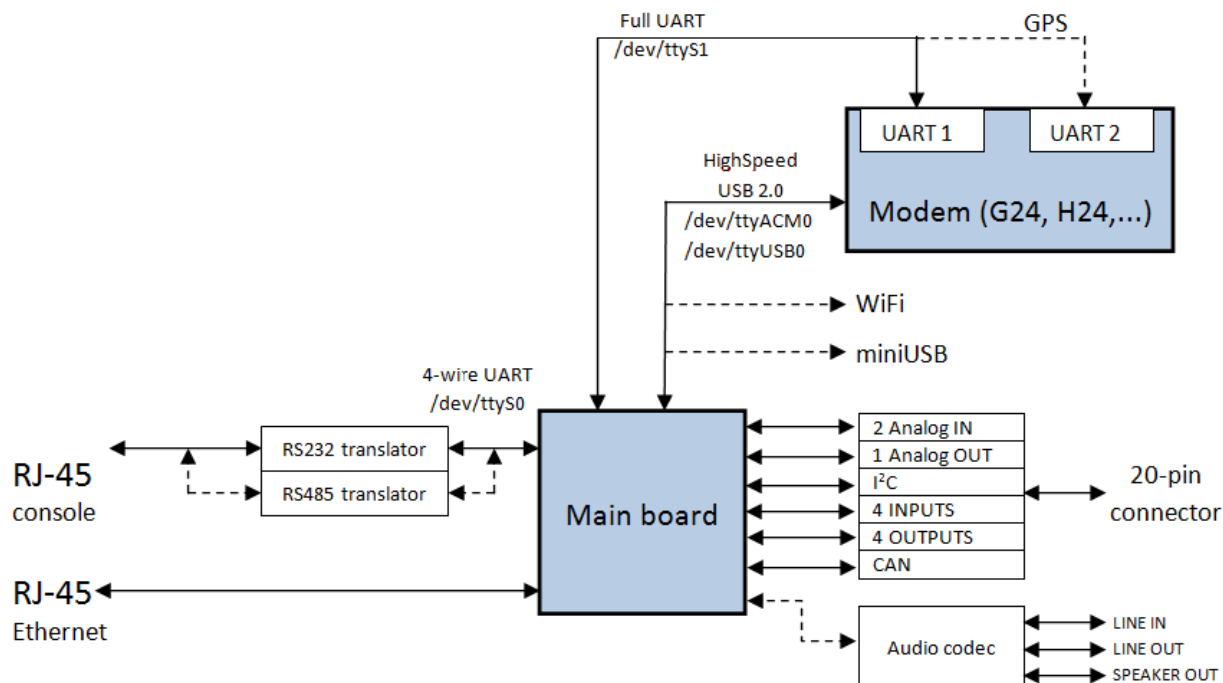 Full UART
/dev/ttyS1
GPS
UART 1
UART 2
Modem (G24, H24,...)
HighSpeed
USB 2.0
/dev/ttyACM0
/dev/ttyUSB0
WiFi
miniUSB
4-wire UART
/dev/ttyS0
RJ-45
console
RS232 translator
RS485 translator
Main board
2 Analog IN
1 Analog OUT
I²C
4 INPUTS
4 OUTPUTS
CAN
20-pin
connector
RJ-45
Ethernet
Audio codec
LINE IN
LINE OUT
SPEAKER OUT